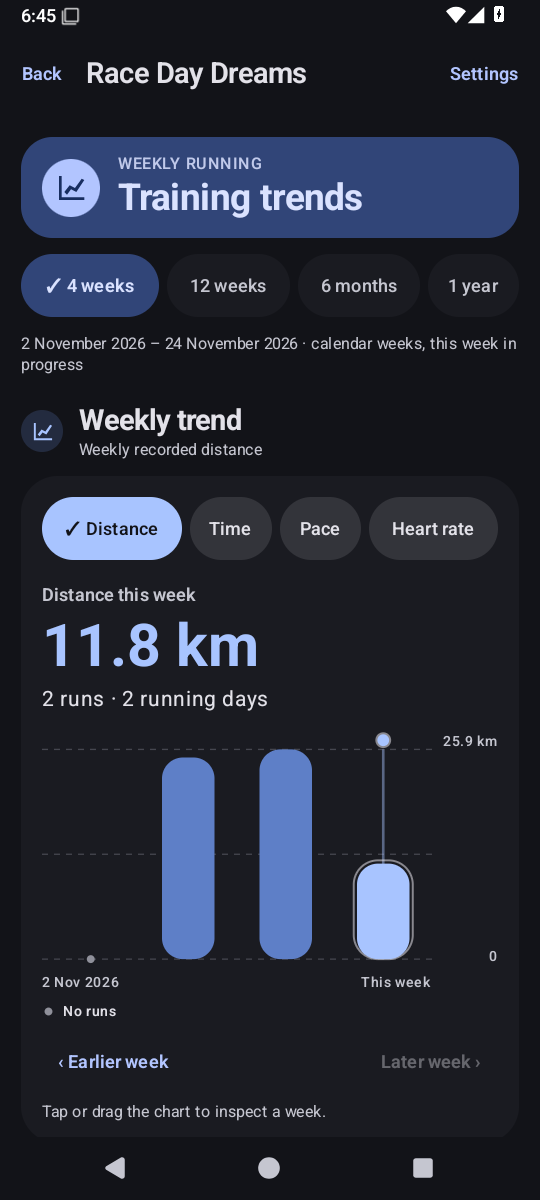 6:45
Back
Race Day Dreams
Settings
WEEKLY RUNNING
Training trends
✓ 4 weeks
12 weeks
6 months
1 year
2 November 2026 – 24 November 2026 · calendar weeks, this week in
progress
Weekly trend
Weekly recorded distance
✓ Distance
Time
Pace
Heart rate
Distance this week
11.8 km
2 runs · 2 running days
25.9 km
0
2 Nov 2026
This week
No runs
‹ Earlier week
Later week ›
Tap or drag the chart to inspect a week.